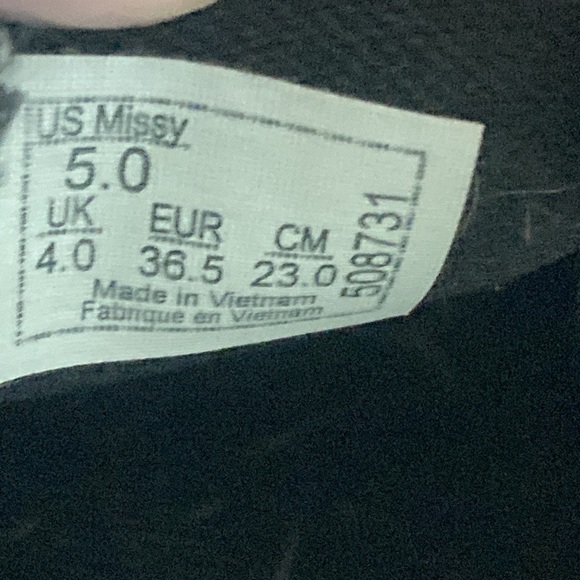 US Missy
5.0
UK EUR CM
4.0 36.5 23.0
Made in Vietnam
Fabriqué en Vietnam
508731